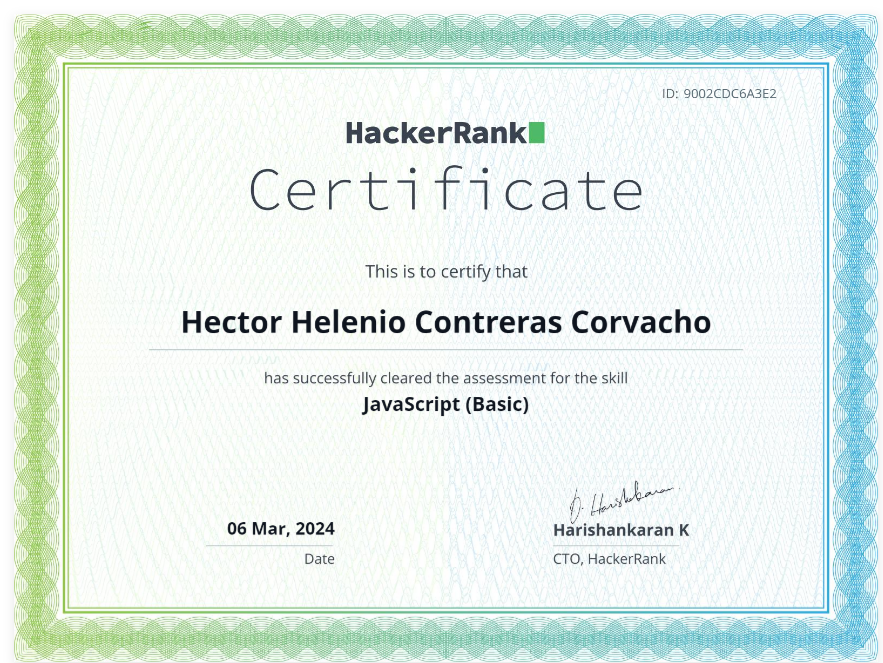 ID: 9002CDC6A3E2
HackerRank
Certificate
This is to certify that
Hector Helenio Contreras Corvacho
has successfully cleared the assessment for the skill
JavaScript (Basic)
D. Harishankaran
06 Mar, 2024
Harishankaran K
Date
CTO, HackerRank